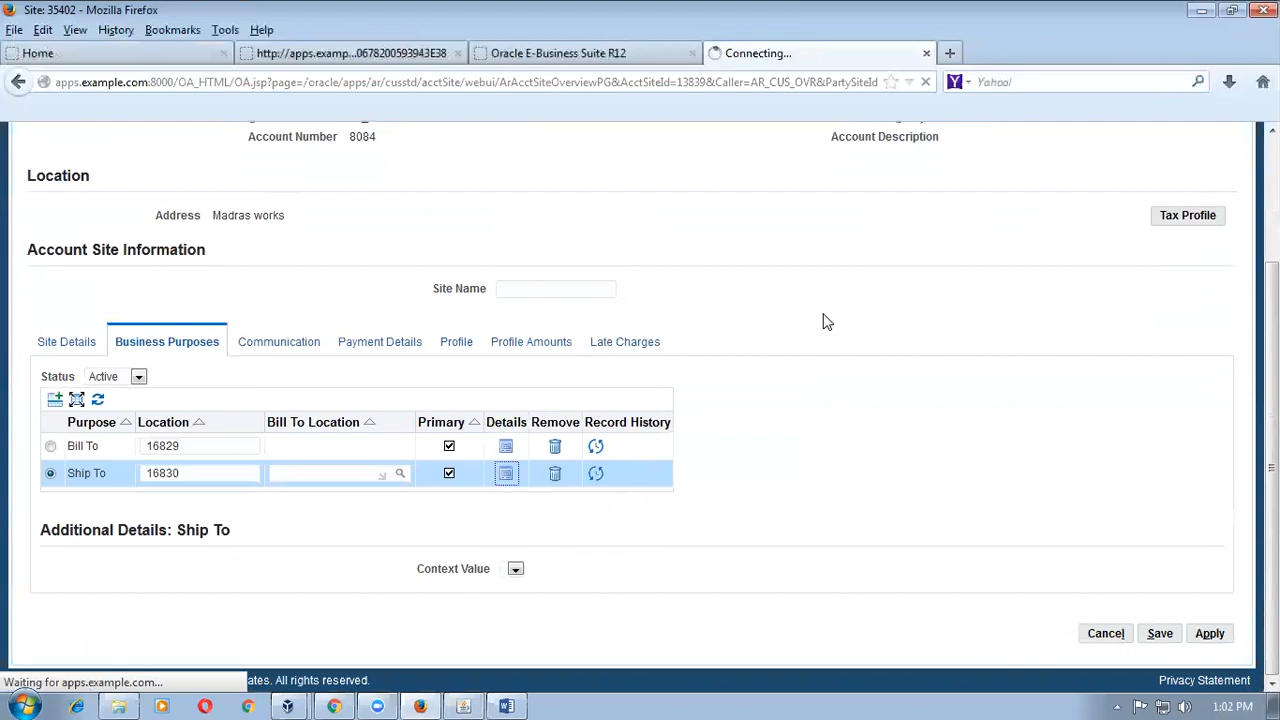 Site: 35402 - Mozilla Firefox
File Edit View History Bookmarks Tools Help
Home
http://apps.examp...0678200593943E38
Oracle E-Business Suite R12
Connecting...
apps.example.com:8000/OA_HTML/OA.jsp?page=/oracle/apps/ar/cusstd/acctSite/webui/ArAcctSiteOverviewPG&AcctSiteId=13839&Caller=AR_CUS_OVR&PartySiteId
Yahoo!
Account Number 8084
Account Description
Location
Address Madras works
Tax Profile
Account Site Information
Site Name
Site Details Business Purposes Communication Payment Details Profile Profile Amounts Late Charges
Status Active
Purpose Location Bill To Location Primary Details Remove Record History
Bill To 16829
Ship To 16830
Additional Details: Ship To
Context Value
Cancel Save Apply
Waiting for apps.example.com...
ates. All rights reserved.
Privacy Statement
1:02 PM